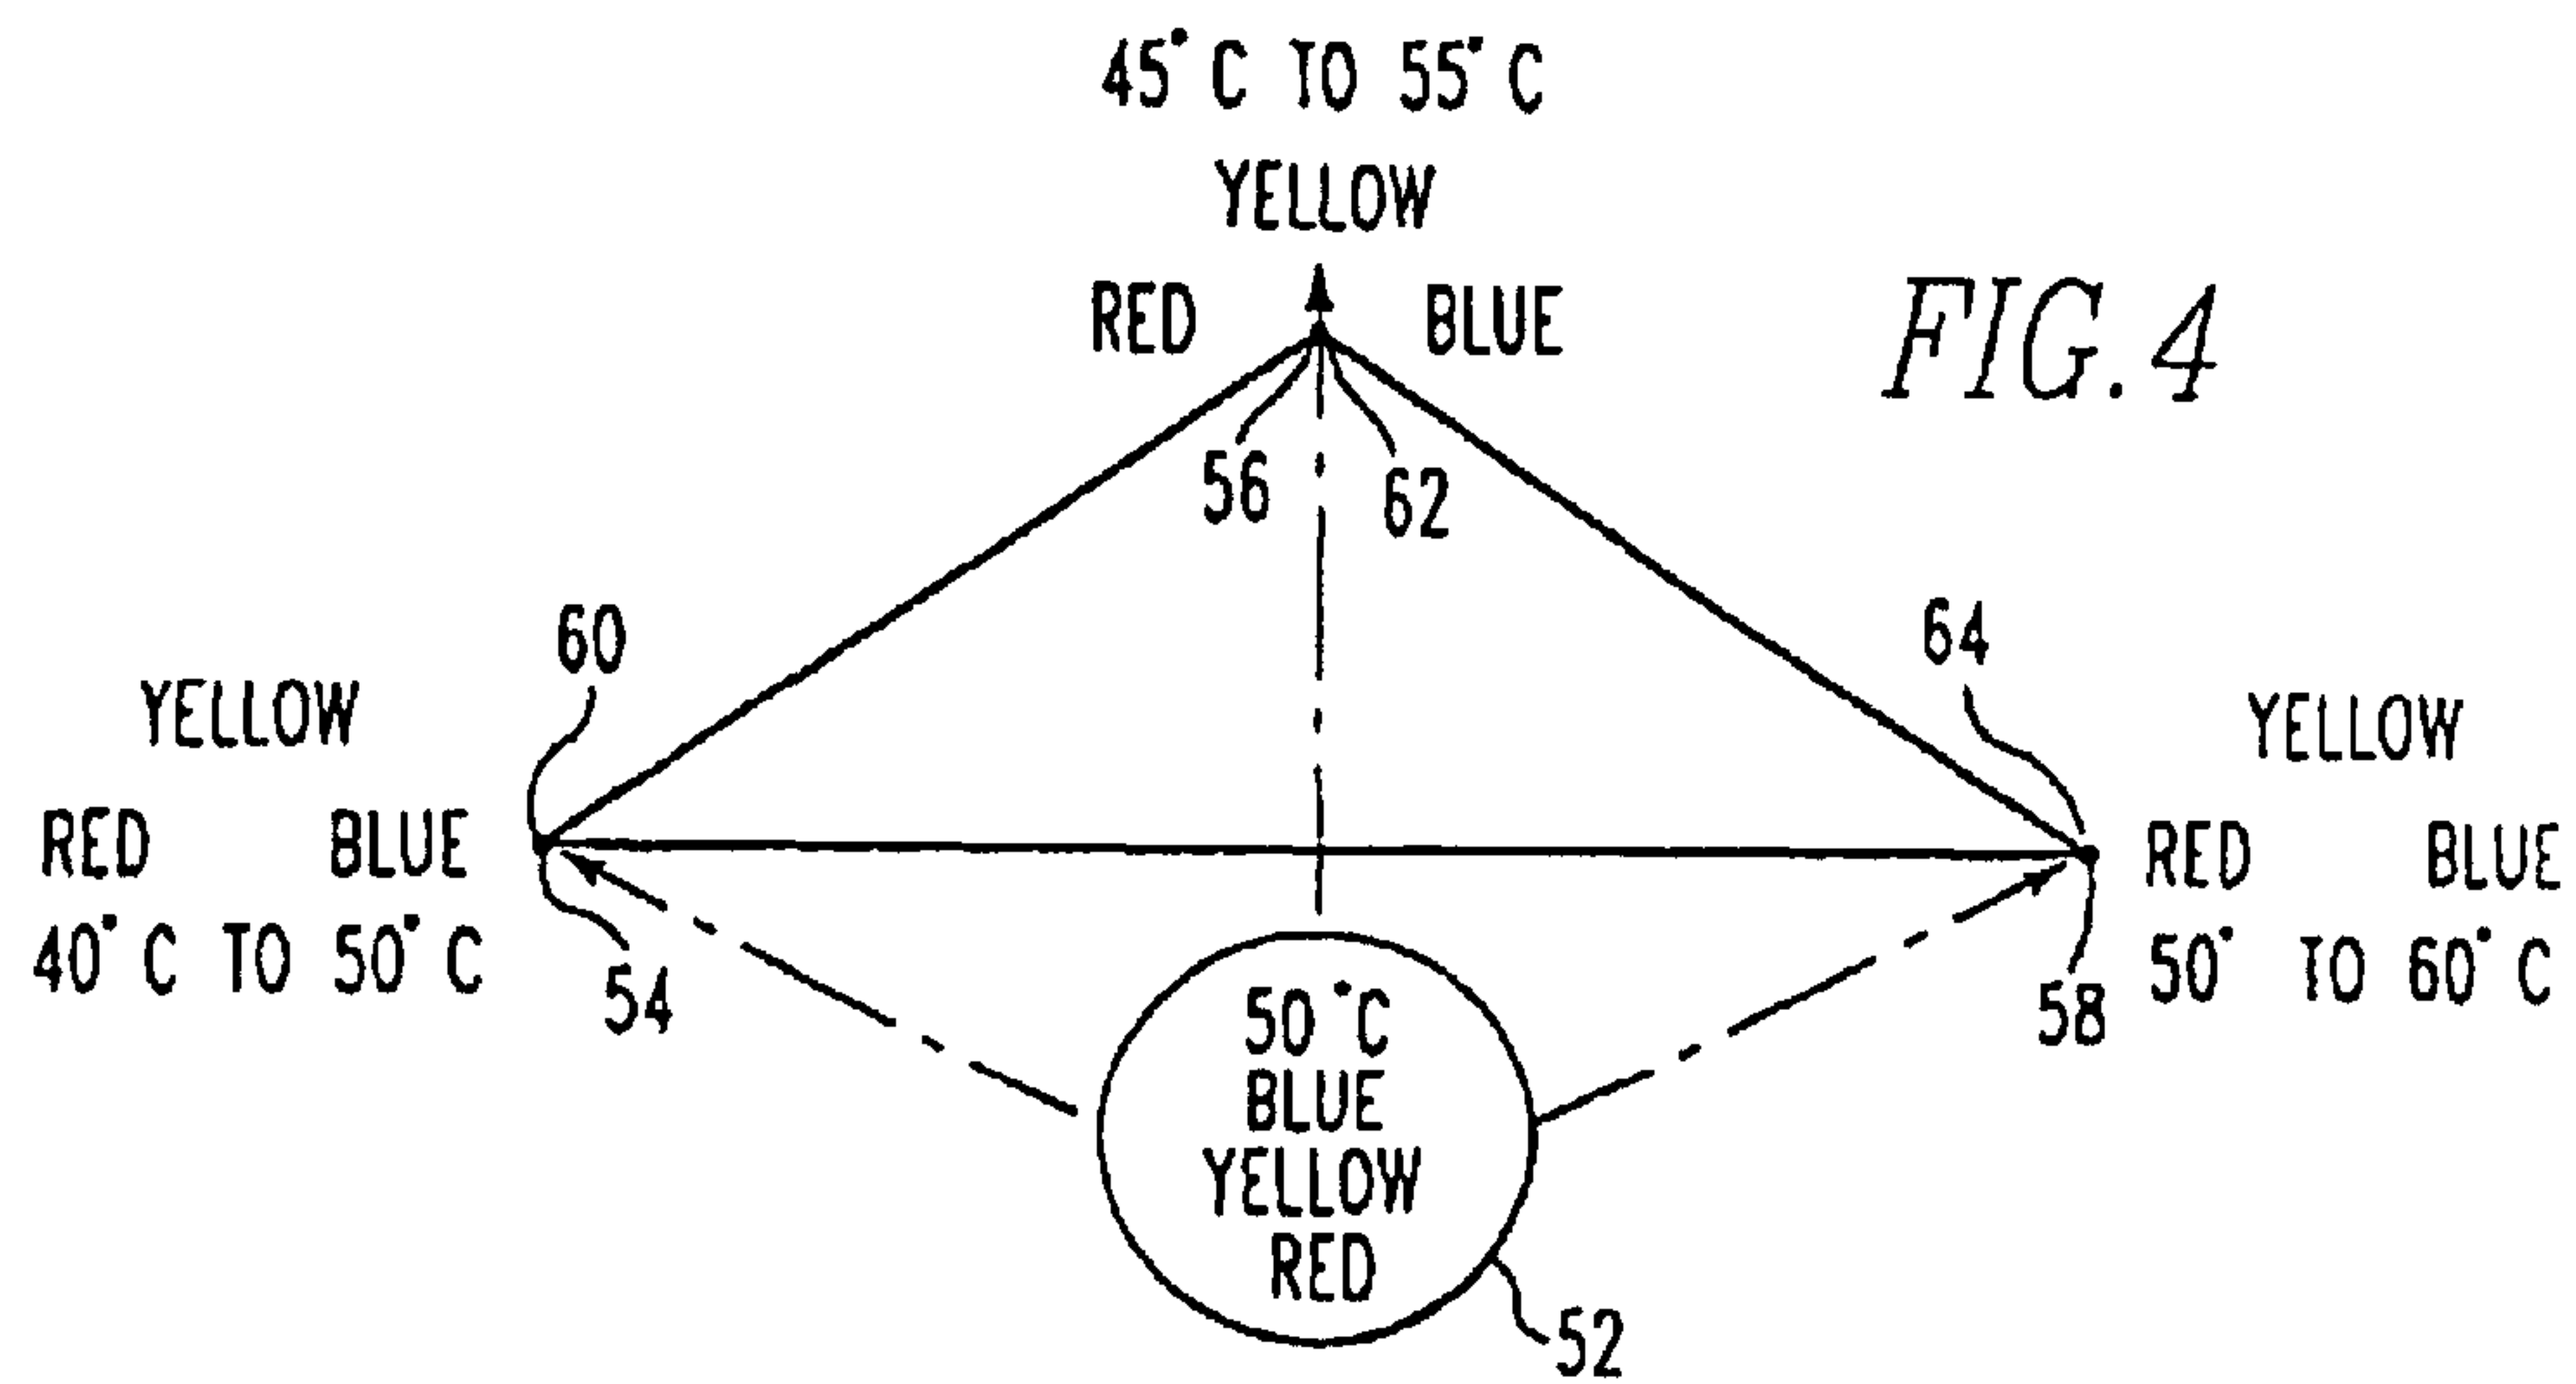 45°C TO 55°C
YELLOW
RED BLUE
FIG. 4
56 62
60
64
YELLOW
YELLOW
RED BLUE
RED BLUE
40°C TO 50°C
50° TO 60°C
54
58
50°C
BLUE
YELLOW
RED
52